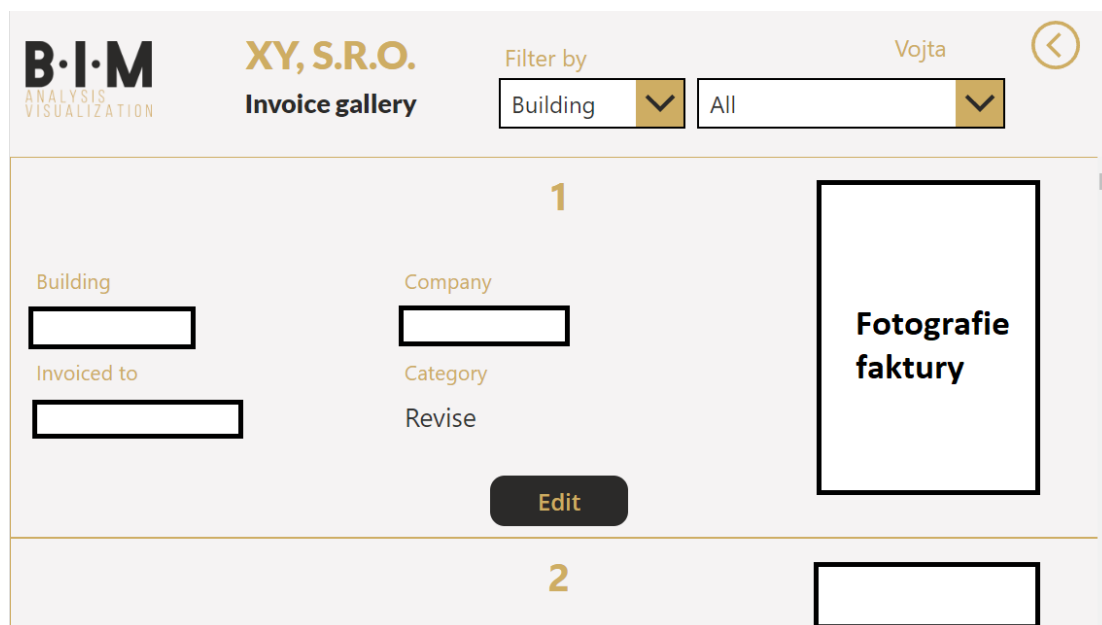 B·I·M
ANALYSIS
VISUALIZATION
XY, S.R.O.
Invoice gallery
Filter by
Building
All
Vojta
1
Building
Company
Invoiced to
Category
Revise
Edit
Fotografie
faktury
2